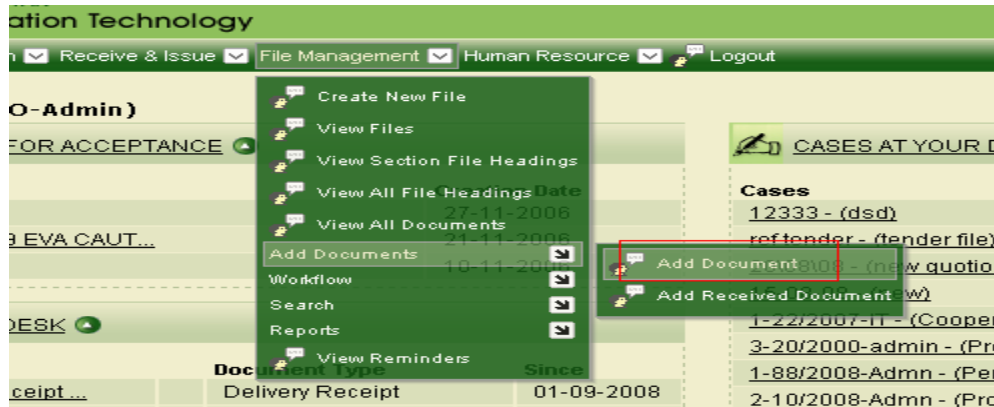 ation Technology
n Receive & Issue File Management Human Resource Logout
O-Admin)
FOR ACCEPTANCE
Create New File
View Files
View Section File Headings
View All File Headings
View All Documents
Add Documents
Workflow
Search
Reports
View Reminders
Add Document
Add Received Document
Date
27-11-2006
EVA CAUT...
21-11-2006
10-11-2006
DESK
Document Type Since
ceipt ... Delivery Receipt 01-09-2008
CASES AT YOUR D
Cases
12333 - (dsd)
ref tender - (tender file)
08\08 - (new quotio
w)
1-22/2007-IT - (Cooper
3-20/2000-admin - (Pr
1-88/2008-Admn - (Per
2-10/2008-Admn - (Pro